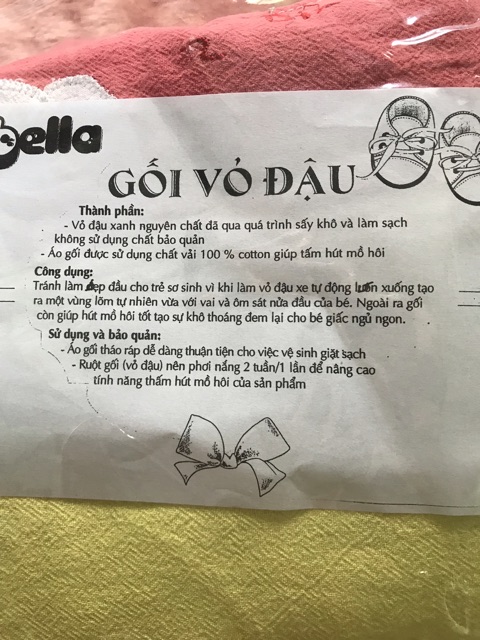 bella
GỐI VỎ ĐẬU
Thành phần:
- Vỏ đậu xanh nguyên chất đã qua quá trình sấy khô và làm sạch
không sử dụng chất bảo quản
- Áo gối được sử dụng chất vải 100 % cotton giúp tấm hút mồ hôi
Công dụng:
Tránh làm đẹp đầu cho trẻ sơ sinh vì khi làm vỏ đậu xe tự động lườn xuống tạo
ra một vùng lõm tự nhiên vừa với vai và ôm sát nửa đầu của bé. Ngoài ra gối
còn giúp hút mồ hôi tốt tạo sự khô thoáng đem lại cho bé giấc ngủ ngon.
Sử dụng và bảo quản:
- Áo gối tháo ráp dễ dàng thuận tiện cho việc vệ sinh giặt sạch
- Ruột gối (vỏ đậu) nên phơi nắng 2 tuần/1 lần để nâng cao
tính năng thấm hút mồ hôi của sản phẩm